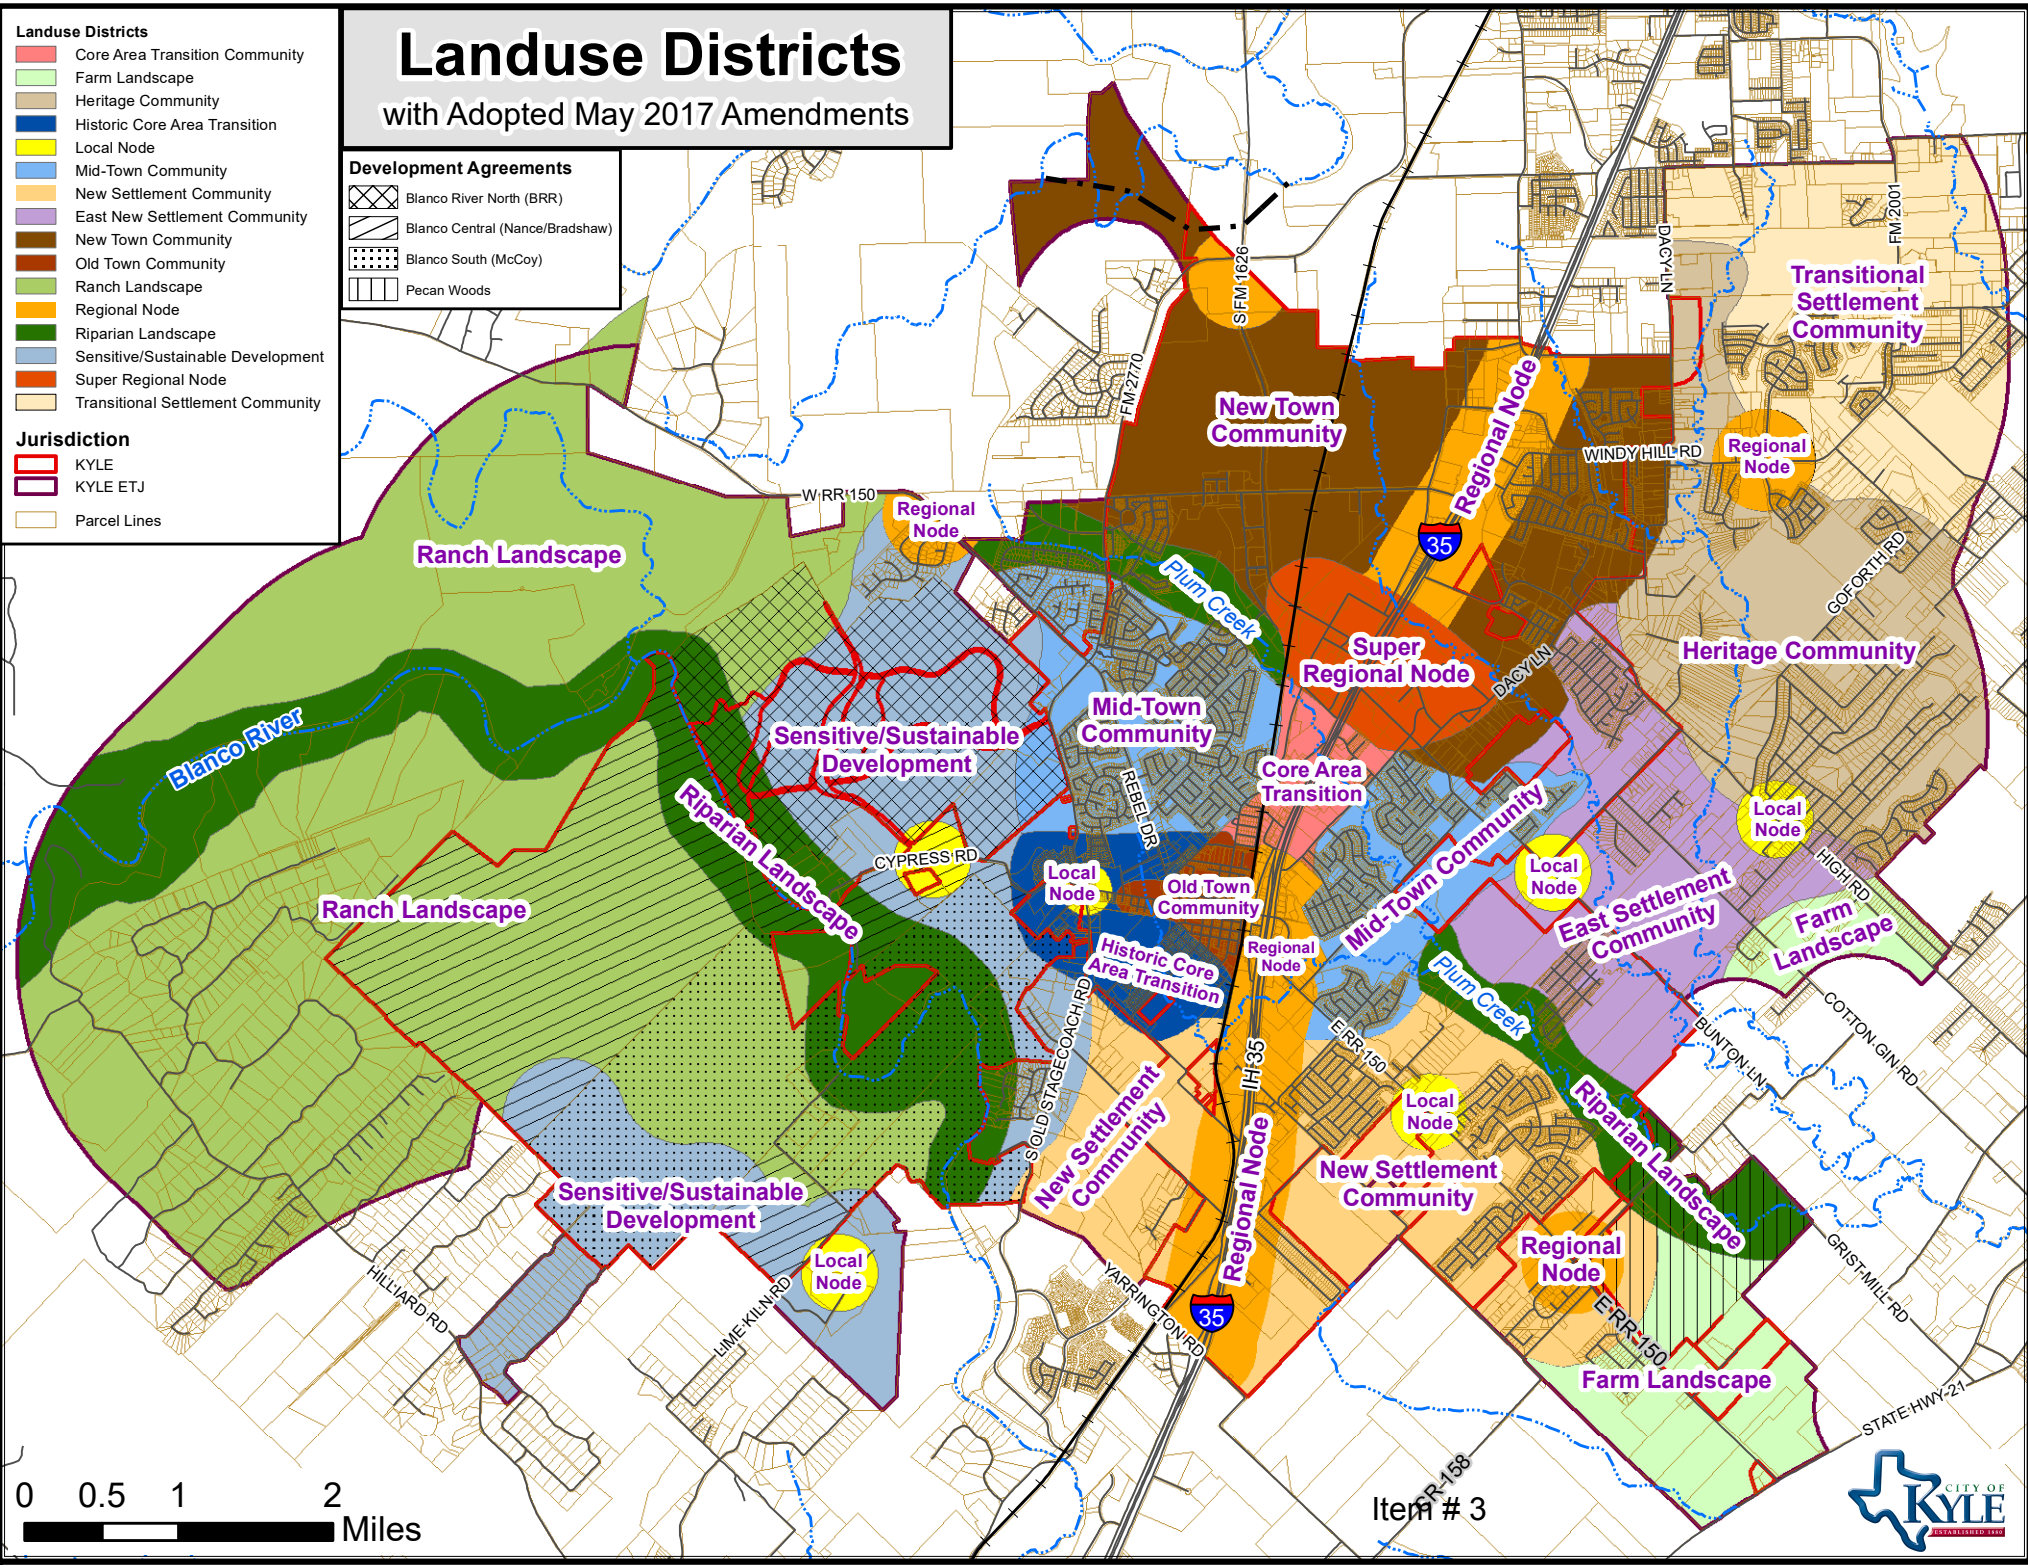 Landuse Districts
Core Area Transition Community
Farm Landscape
Heritage Community
Historic Core Area Transition
Local Node
Mid-Town Community
New Settlement Community
East New Settlement Community
New Town Community
Old Town Community
Ranch Landscape
Regional Node
Riparian Landscape
Sensitive/Sustainable Development
Super Regional Node
Transitional Settlement Community
Jurisdiction
KYLE
KYLE ETJ
Parcel Lines
Landuse Districts
with Adopted May 2017 Amendments
Development Agreements
Blanco River North (BRR)
Blanco Central (Nance/Bradshaw)
Blanco South (McCoy)
Pecan Woods
FM 2001
DACY LN
S FM 1626
Transitional
Settlement
Community
FM 2770
New Town
Community
Regional Node
WINDY HILL RD
Regional
Node
W RR 150
Regional
Node
35
Ranch Landscape
Plum Creek
GOFORTH RD
Super
Regional Node
DACY LN
Heritage Community
Blanco River
Sensitive/Sustainable
Development
Mid-Town
Community
Core Area
Transition
REBEL DR
Riparian Landscape
CYPRESS RD
Local
Node
Mid-Town Community
Local
Node
Local
Node
HIGH RD
Ranch Landscape
Old Town
Community
East Settlement
Community
Farm
Landscape
Historic Core
Area Transition
Regional
Node
Plum Creek
S OLD STAGECOACH RD
E RR 150
IH 35
BUNTON LN
COTTON GIN RD
New Settlement
Community
Local
Node
Riparian Landscape
Regional Node
New Settlement
Community
Sensitive/Sustainable
Development
Local
Node
Regional
Node
HILLIARD RD
LIME KILN RD
YARRINGTON RD
35
E RR 150
GRIST MILL RD
Farm Landscape
STATE HWY 21
CR 158
Item # 3
0 0.5 1 2
Miles
CITY OF
KYLE
ESTABLISHED 1880